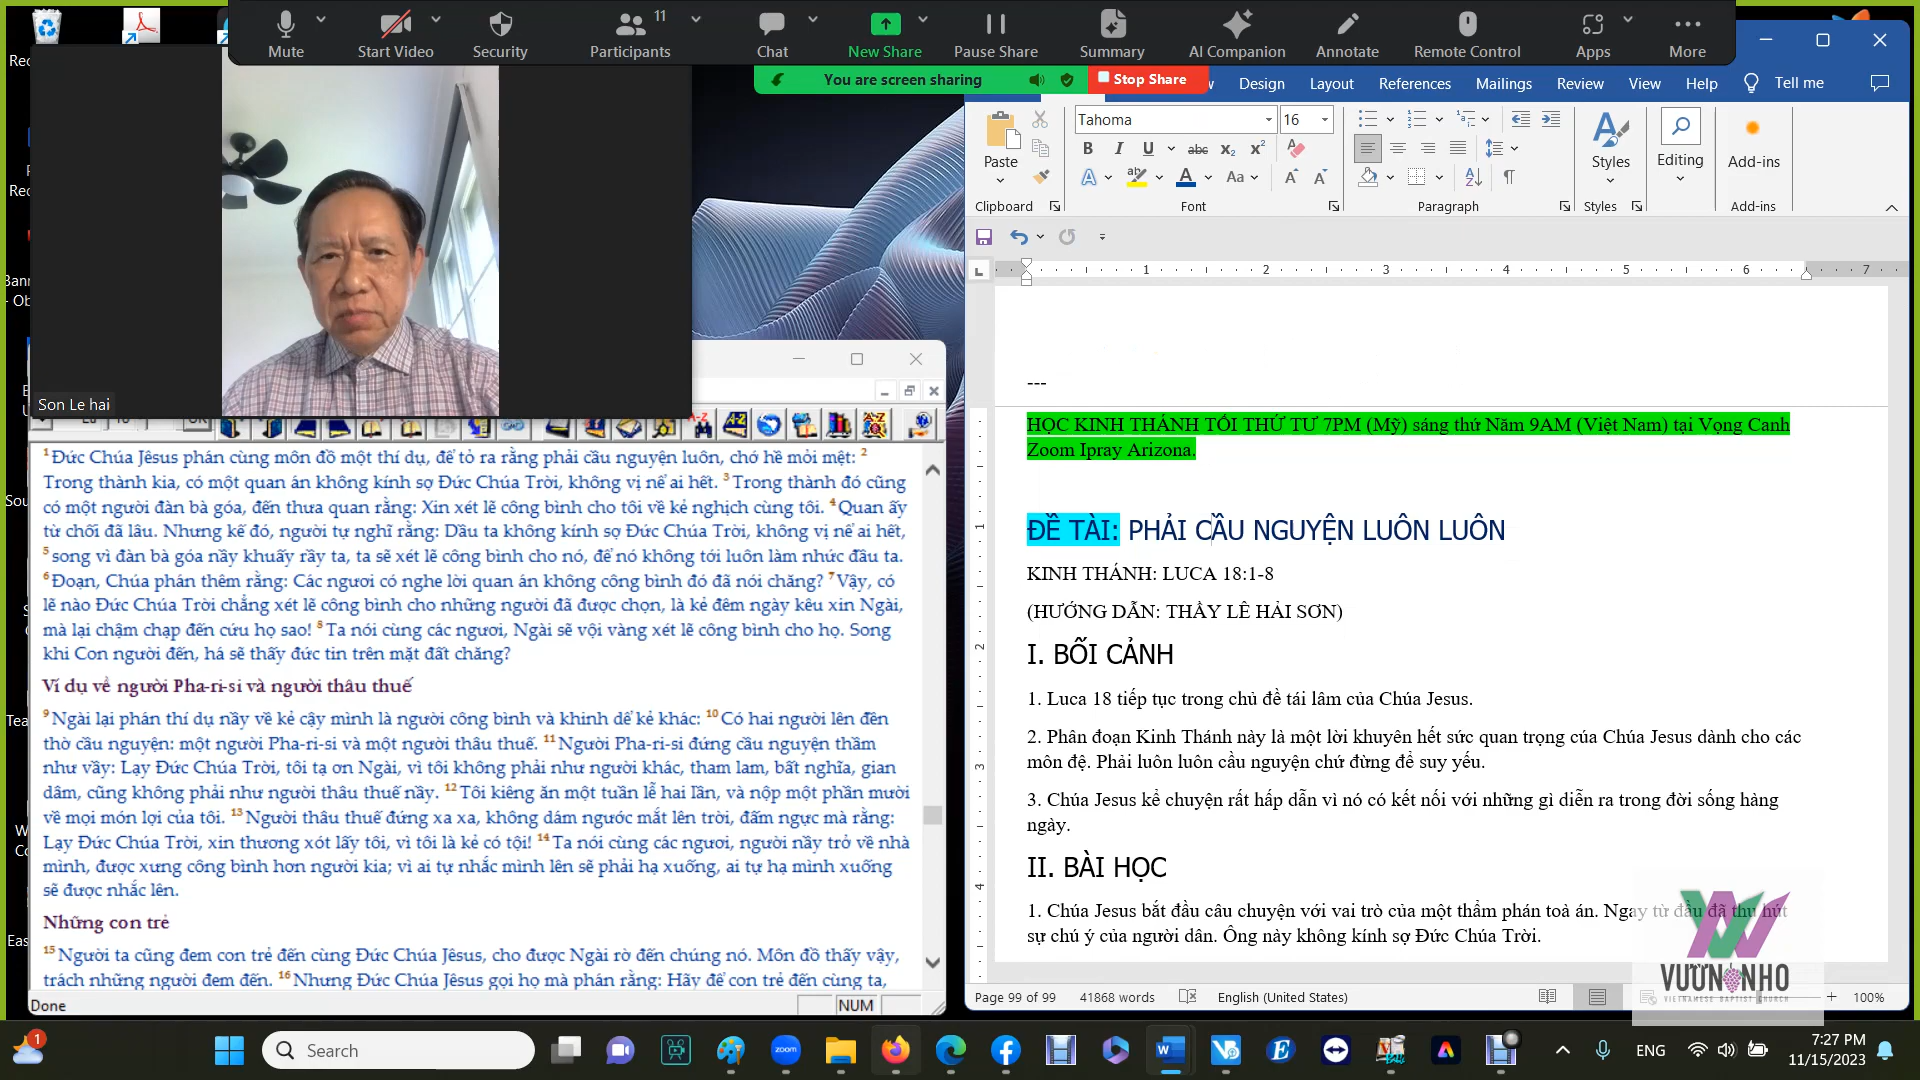 Mute
Start Video
Security
Participants
11
Chat
New Share
Pause Share
Summary
AI Companion
Annotate
Remote Control
Apps
More
You are screen sharing
Stop Share
Design
Layout
References
Mailings
Review
View
Help
Tell me
Tahoma
16
Paste
Clipboard
Font
Paragraph
Styles
Styles
Editing
Add-ins
Add-ins
Son Le hai
1Đức Chúa Jêsus phán cùng môn đồ một thí dụ, để tỏ ra rằng phải cầu nguyện luôn, chớ hề mỏi mệt: 2
Trong thành kia, có một quan án không kính sợ Đức Chúa Trời, không vị nể ai hết. 3Trong thành đó cũng
có một người đàn bà góa, đến thưa quan rằng: Xin xét lẽ công bình cho tôi về kẻ nghịch cùng tôi. 4Quan ấy
từ chối đã lâu. Nhưng kế đó, người tự nghĩ rằng: Dầu ta không kính sợ Đức Chúa Trời, không vị nể ai hết,
5song vì đàn bà góa nầy khuấy rầy ta, ta sẽ xét lẽ công bình cho nó, để nó không tới luôn làm nhức đầu ta.
6Đoạn, Chúa phán thêm rằng: Các ngươi có nghe lời quan án không công bình đó đã nói chăng? 7Vậy, có
lẽ nào Đức Chúa Trời chẳng xét lẽ công bình cho những người đã được chọn, là kẻ đêm ngày kêu xin Ngài,
mà lại chậm chạp đến cứu họ sao! 8Ta nói cùng các ngươi, Ngài sẽ vội vàng xét lẽ công bình cho họ. Song
khi Con người đến, há sẽ thấy đức tin trên mặt đất chăng?
Ví dụ về người Pha-ri-si và người thâu thuế
9Ngài lại phán thí dụ nầy về kẻ cậy mình là người công bình và khinh dể kẻ khác: 10Có hai người lên đền
thờ cầu nguyện: một người Pha-ri-si và một người thâu thuế. 11Người Pha-ri-si đứng cầu nguyện thầm
như vầy: Lạy Đức Chúa Trời, tôi tạ ơn Ngài, vì tôi không phải như người khác, tham lam, bất nghĩa, gian
dâm, cũng không phải như người thâu thuế nầy. 12Tôi kiêng ăn một tuần lễ hai lần, và nộp một phần mười
về mọi món lợi của tôi. 13Người thâu thuế đứng xa xa, không dám ngước mắt lên trời, đấm ngực mà rằng:
Lạy Đức Chúa Trời, xin thương xót lấy tôi, vì tôi là kẻ có tội! 14Ta nói cùng các ngươi, người nầy trở về nhà
mình, được xưng công bình hơn người kia; vì ai tự nhắc mình lên sẽ phải hạ xuống, ai tự hạ mình xuống
sẽ được nhắc lên.
Những con trẻ
15Người ta cũng đem con trẻ đến cùng Đức Chúa Jêsus, cho được Ngài rờ đến chúng nó. Môn đồ thấy vậy,
trách những người đem đến. 16Nhưng Đức Chúa Jêsus gọi họ mà phán rằng: Hãy để con trẻ đến cùng ta,
Done
NUM
---
HỌC KINH THÁNH TỐI THỨ TƯ 7PM (Mỹ) sáng thứ Năm 9AM (Việt Nam) tại Vọng Canh
Zoom Ipray Arizona.
ĐỀ TÀI: PHẢI CẦU NGUYỆN LUÔN LUÔN
KINH THÁNH: LUCA 18:1-8
(HƯỚNG DẪN: THẦY LÊ HẢI SƠN)
I. BỐI CẢNH
1. Luca 18 tiếp tục trong chủ đề tái lâm của Chúa Jesus.
2. Phân đoạn Kinh Thánh này là một lời khuyên hết sức quan trọng của Chúa Jesus dành cho các
môn đệ. Phải luôn luôn cầu nguyện chứ đừng để suy yếu.
3. Chúa Jesus kể chuyện rất hấp dẫn vì nó có kết nối với những gì diễn ra trong đời sống hàng
ngày.
II. BÀI HỌC
1. Chúa Jesus bắt đầu câu chuyện với vai trò của một thẩm phán toà án. Ngay từ đầu đã thu hút
sự chú ý của người dân. Ông này không kính sợ Đức Chúa Trời.
VƯỜN NHO
VIETNAMESE BAPTIST CHURCH
Page 99 of 99
41868 words
English (United States)
100%
Search
ENG
7:27 PM
11/15/2023